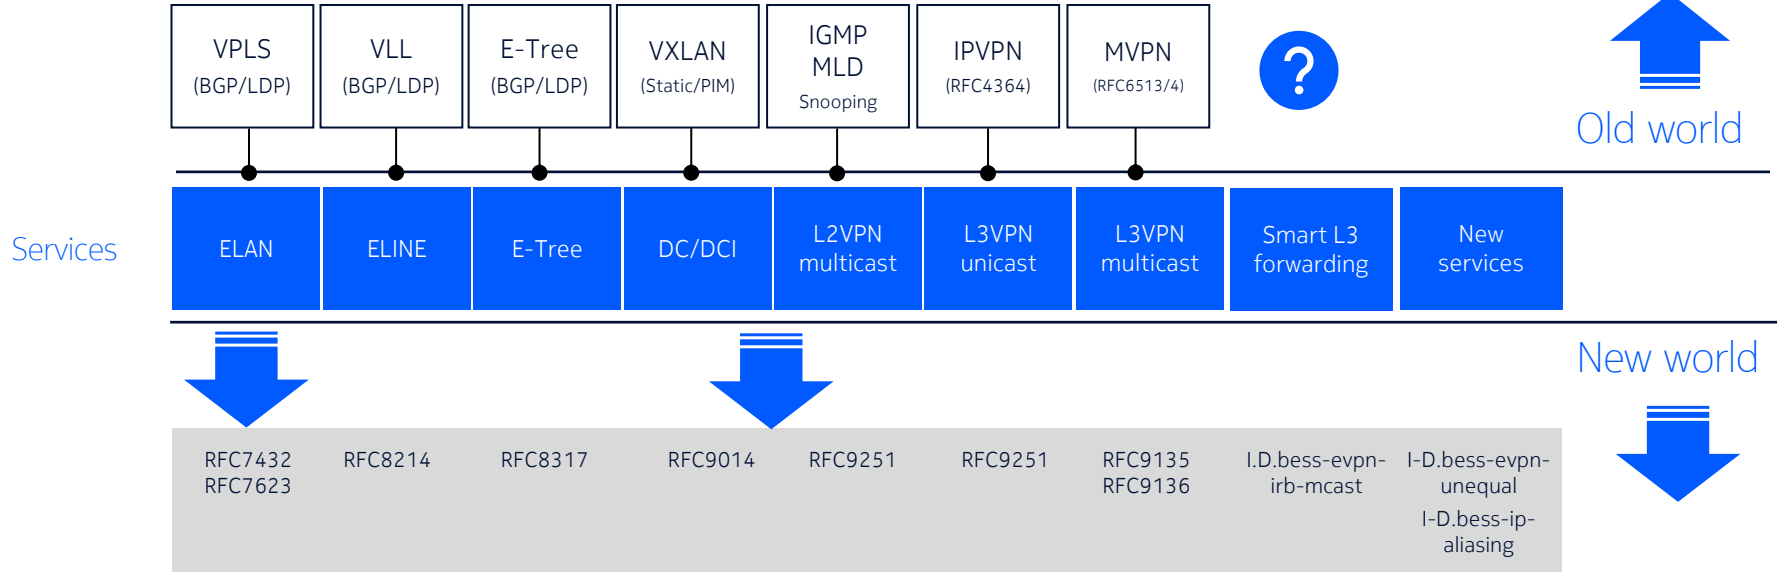 VPLS
(BGP/LDP)
VLL
(BGP/LDP)
E-Tree
(BGP/LDP)
VXLAN
(Static/PIM)
IGMP
MLD
Snooping
IPVPN
(RFC4364)
MVPN
(RFC6513/4)
?
Old world
Services
ELAN
ELINE
E-Tree
DC/DCI
L2VPN
multicast
L3VPN
unicast
L3VPN
multicast
Smart L3
forwarding
New
services
New world
RFC7432
RFC7623
RFC8214
RFC8317
RFC9014
RFC9251
RFC9251
RFC9135
RFC9136
I.D.bess-evpn-
irb-mcast
I-D.bess-evpn-
unequal
I-D.bess-ip-
aliasing